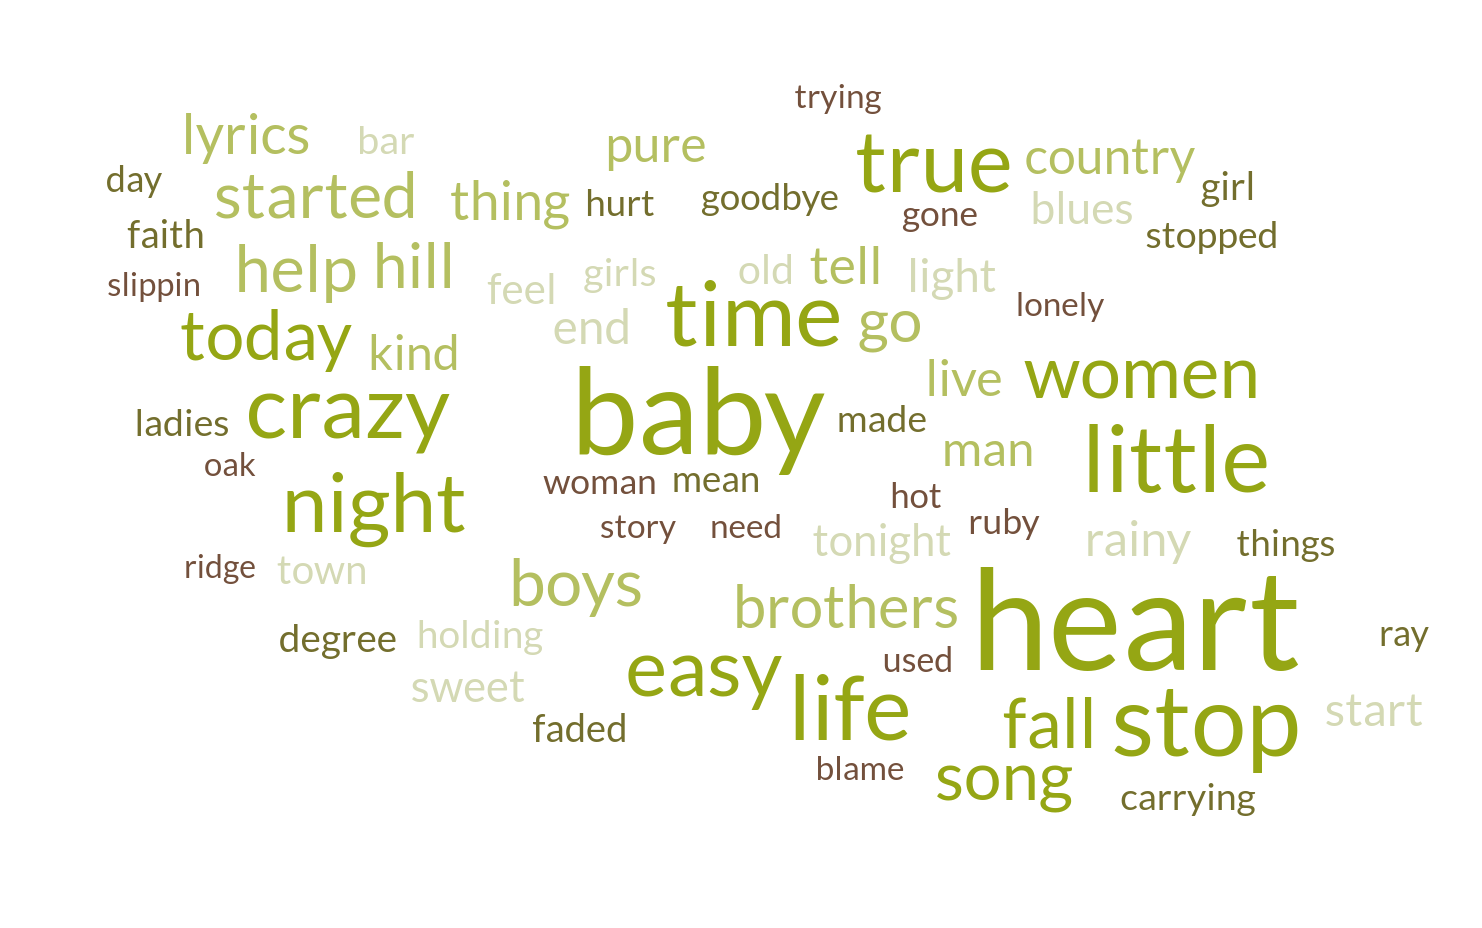 trying
lyrics bar pure true country
day started thing hurt goodbye gone blues girl
faith stopped
slippin help hill feel girls old tell light
today kind end time go lonely
ladies crazy baby made live women
oak man little
night woman mean hot
story need tonight ruby rainy things
ridge town boys brothers heart
degree holding easy used ray
sweet faded life fall stop start
blame song carrying